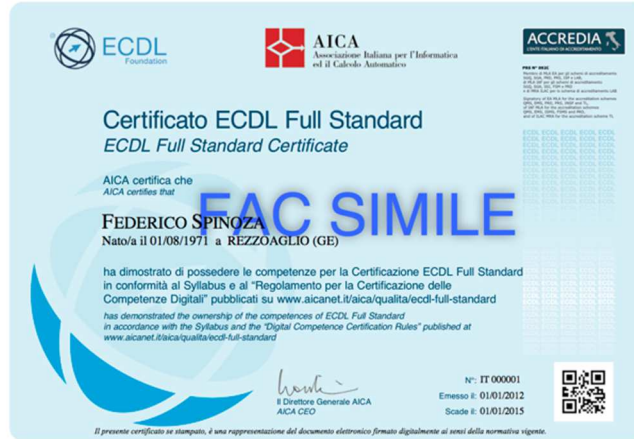 ECDL
Foundation
AICA
Associazione Italiana per l'Informatica
ed il Calcolo Automatico
ACCREDIA
L'ENTE ITALIANO DI ACCREDITAMENTO
Certificato ECDL Full Standard
ECDL Full Standard Certificate
AICA certifica che
AICA certifies that
FAC SIMILE
FEDERICO SPINOZA
Nato/a il 01/08/1971 a REZZOAGLIO (GE)
ha dimostrato di possedere le competenze per la Certificazione ECDL Full Standard
in conformità al Syllabus e al "Regolamento per la Certificazione delle
Competenze Digitali" pubblicati su www.aicanet.it/aica/qualita/ecdl-full-standard
has demonstrated the ownership of the competences of ECDL Full Standard
in accordance with the Syllabus and the "Digital Competence Certification Rules" published at
www.aicanet.it/aica/qualita/ecdl-full-standard
Il Direttore Generale AICA
AICA CEO
N°: IT 000001
Emesso il: 01/01/2012
Scade il: 01/01/2015
Il presente certificato se stampato, è una rappresentazione del documento elettronico firmato digitalmente ai sensi della normativa vigente.